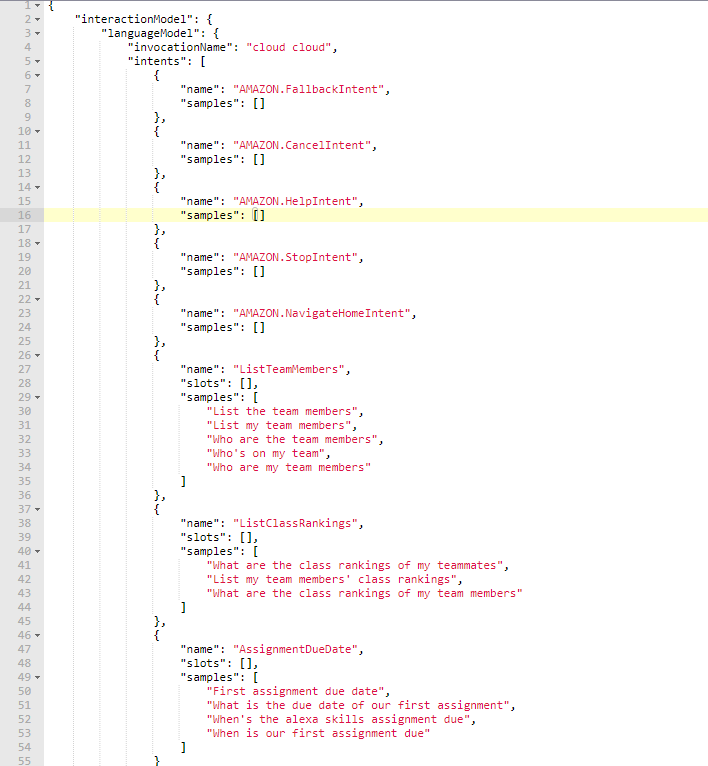 1 {
2 "interactionModel": {
3 "languageModel": {
4 "invocationName": "cloud cloud",
5 "intents": [
6 {
7 "name": "AMAZON.FallbackIntent",
8 "samples": []
9 },
10 {
11 "name": "AMAZON.CancelIntent",
12 "samples": []
13 },
14 {
15 "name": "AMAZON.HelpIntent",
16 "samples": []
17 },
18 {
19 "name": "AMAZON.StopIntent",
20 "samples": []
21 },
22 {
23 "name": "AMAZON.NavigateHomeIntent",
24 "samples": []
25 },
26 {
27 "name": "ListTeamMembers",
28 "slots": [],
29 "samples": [
30 "List the team members",
31 "List my team members",
32 "Who are the team members",
33 "Who's on my team",
34 "Who are my team members"
35 ]
36 },
37 {
38 "name": "ListClassRankings",
39 "slots": [],
40 "samples": [
41 "What are the class rankings of my teammates",
42 "List my team members' class rankings",
43 "What are the class rankings of my team members"
44 ]
45 },
46 {
47 "name": "AssignmentDueDate",
48 "slots": [],
49 "samples": [
50 "First assignment due date",
51 "What is the due date of our first assignment",
52 "When's the alexa skills assignment due",
53 "When is our first assignment due"
54 ]
55 }